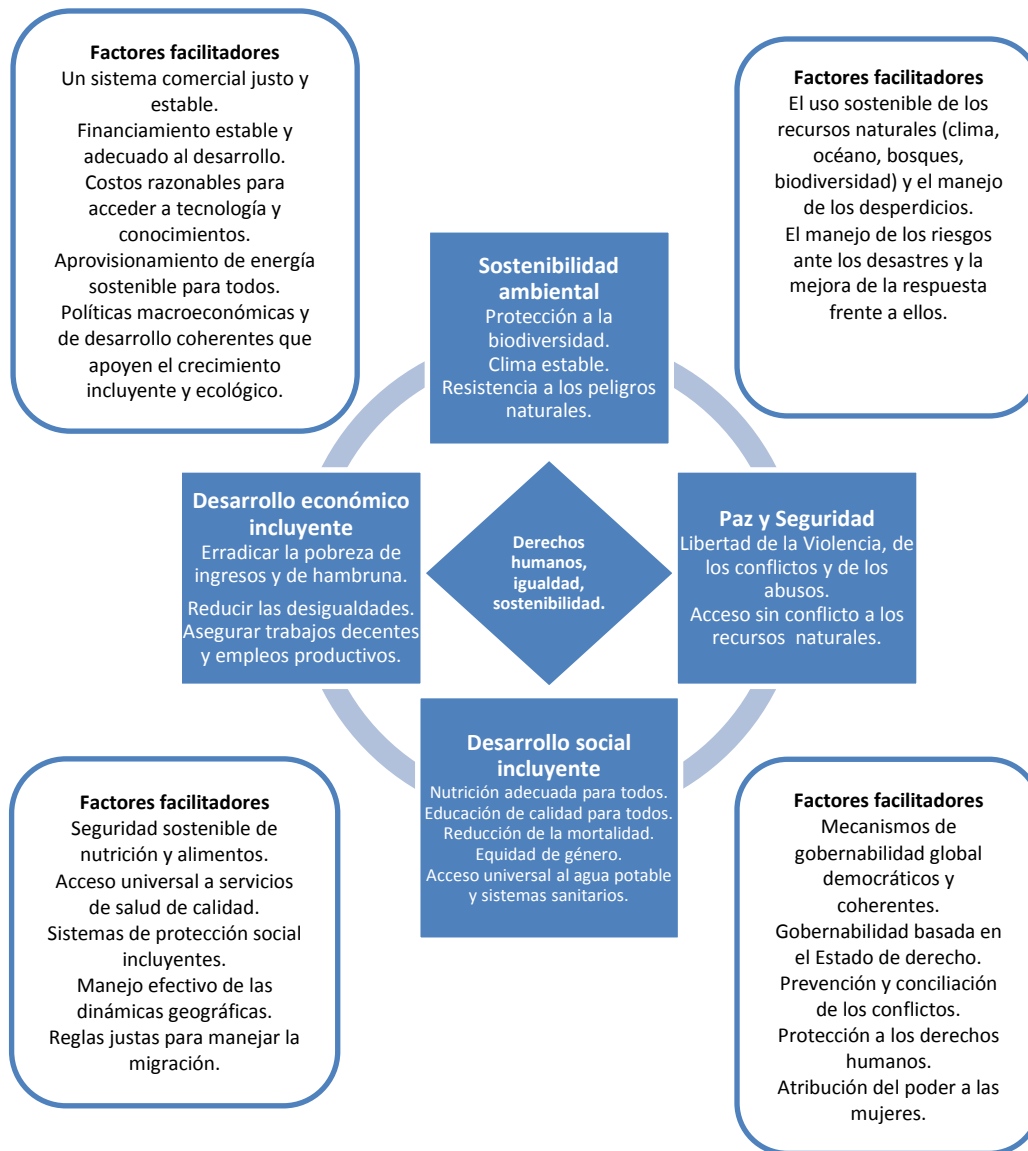 Factores facilitadores
Un sistema comercial justo y
estable.
Financiamiento estable y
adecuado al desarrollo.
Costos razonables para
acceder a tecnología y
conocimientos.
Aprovisionamiento de energía
sostenible para todos.
Políticas macroeconómicas y
de desarrollo coherentes que
apoyen el crecimiento
incluyente y ecológico.
Factores facilitadores
El uso sostenible de los
recursos naturales (clima,
océano, bosques,
biodiversidad) y el manejo
de los desperdicios.
El manejo de los riesgos
ante los desastres y la
mejora de la respuesta
frente a ellos.
Sostenibilidad
ambiental
Protección a la
biodiversidad.
Clima estable.
Resistencia a los peligros
naturales.
Desarrollo económico
incluyente
Erradicar la pobreza de
ingresos y de hambruna.
Reducir las desigualdades.
Asegurar trabajos decentes
y empleos productivos.
Derechos
humanos,
igualdad,
sostenibilidad.
Paz y Seguridad
Libertad de la Violencia, de
los conflictos y de los
abusos.
Acceso sin conflicto a los
recursos naturales.
Desarrollo social
incluyente
Nutrición adecuada para todos.
Educación de calidad para todos.
Reducción de la mortalidad.
Equidad de género.
Acceso universal al agua potable
y sistemas sanitarios.
Factores facilitadores
Seguridad sostenible de
nutrición y alimentos.
Acceso universal a servicios
de salud de calidad.
Sistemas de protección social
incluyentes.
Manejo efectivo de las
dinámicas geográficas.
Reglas justas para manejar la
migración.
Factores facilitadores
Mecanismos de
gobernabilidad global
democráticos y
coherentes.
Gobernabilidad basada en
el Estado de derecho.
Prevención y conciliación
de los conflictos.
Protección a los derechos
humanos.
Atribución del poder a las
mujeres.